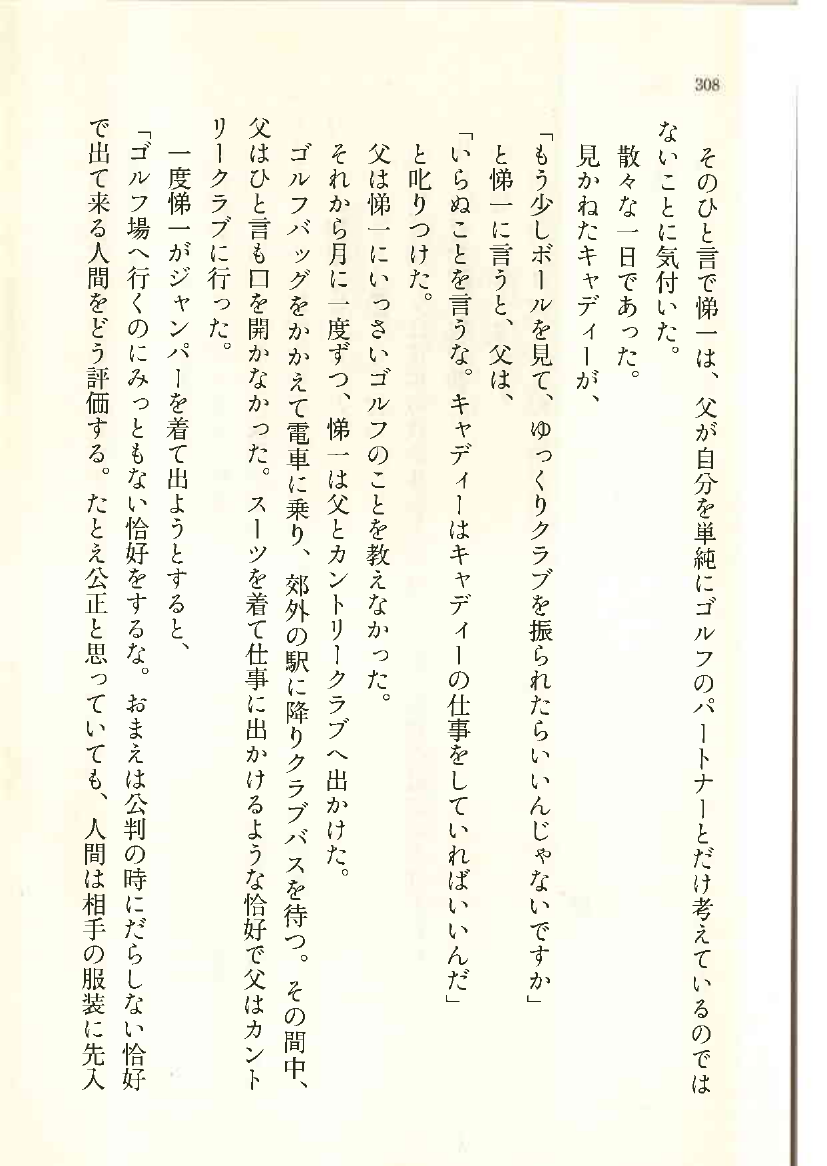 308
そのひと言で悌一は、父が自分を単純にゴルフのパートナーとだけ考えているのでは
ないことに気付いた。
散々な一日であった。
見かねたキャディーが、
「もう少しボールを見て、ゆっくりクラブを振られたらいいんじゃないですか」
と悌一に言うと、父は、
「いらぬことを言うな。キャディーはキャディーの仕事をしていればいいんだ」
と叱りつけた。
父は悌一にいっさいゴルフのことを教えなかった。
それから月に一度ずつ、悌一は父とカントリークラブへ出かけた。
ゴルフバッグをかかえて電車に乗り、郊外の駅に降りクラブバスを待つ。その間中、
父はひと言も口を開かなかった。スーツを着て仕事に出かけるような恰好で父はカント
リークラブに行った。
一度悌一がジャンパーを着て出ようとすると、
「ゴルフ場へ行くのにみっともない恰好をするな。おまえは公判の時にだらしない恰好
で出て来る人間をどう評価する。たとえ公正と思っていても、人間は相手の服装に先入